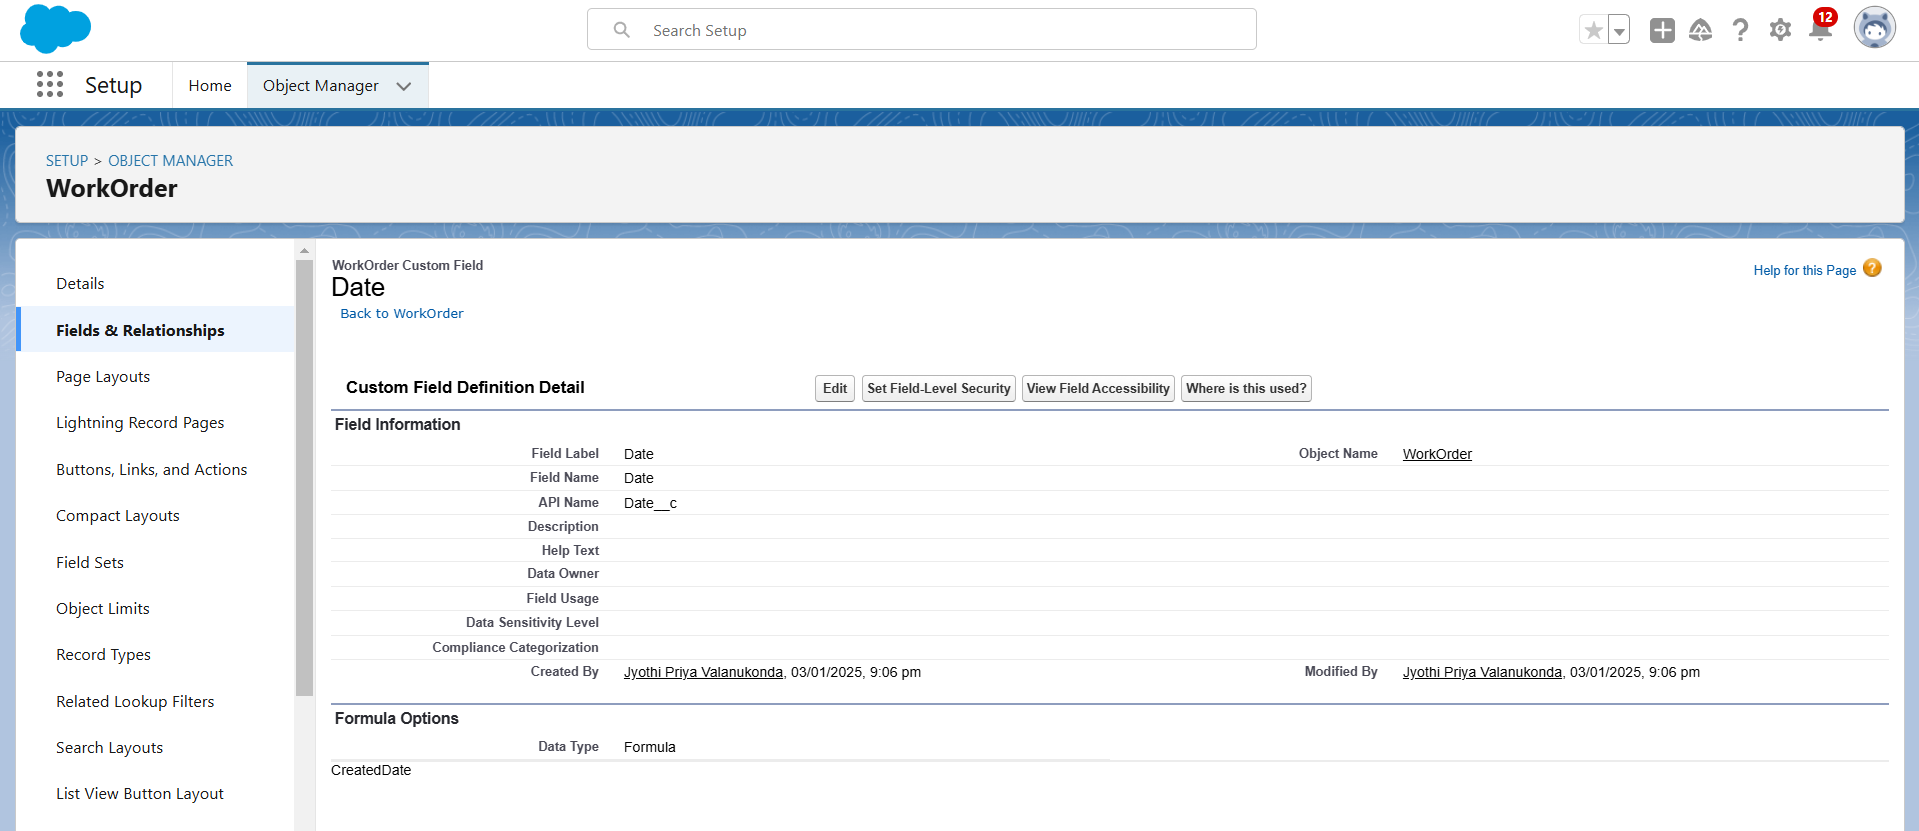 Search Setup
12
Setup
Home
Object Manager
SETUP > OBJECT MANAGER
WorkOrder
Details
Fields & Relationships
Page Layouts
Lightning Record Pages
Buttons, Links, and Actions
Compact Layouts
Field Sets
Object Limits
Record Types
Related Lookup Filters
Search Layouts
List View Button Layout
WorkOrder Custom Field
Date
Back to WorkOrder
Help for this Page ?
Custom Field Definition Detail
Edit Set Field-Level Security View Field Accessibility Where is this used?
Field Information
Field Label Date Object Name WorkOrder
Field Name Date
API Name Date__c
Description
Help Text
Data Owner
Field Usage
Data Sensitivity Level
Compliance Categorization
Created By Jyothi Priya Valanukonda, 03/01/2025, 9:06 pm Modified By Jyothi Priya Valanukonda, 03/01/2025, 9:06 pm
Formula Options
Data Type Formula
CreatedDate